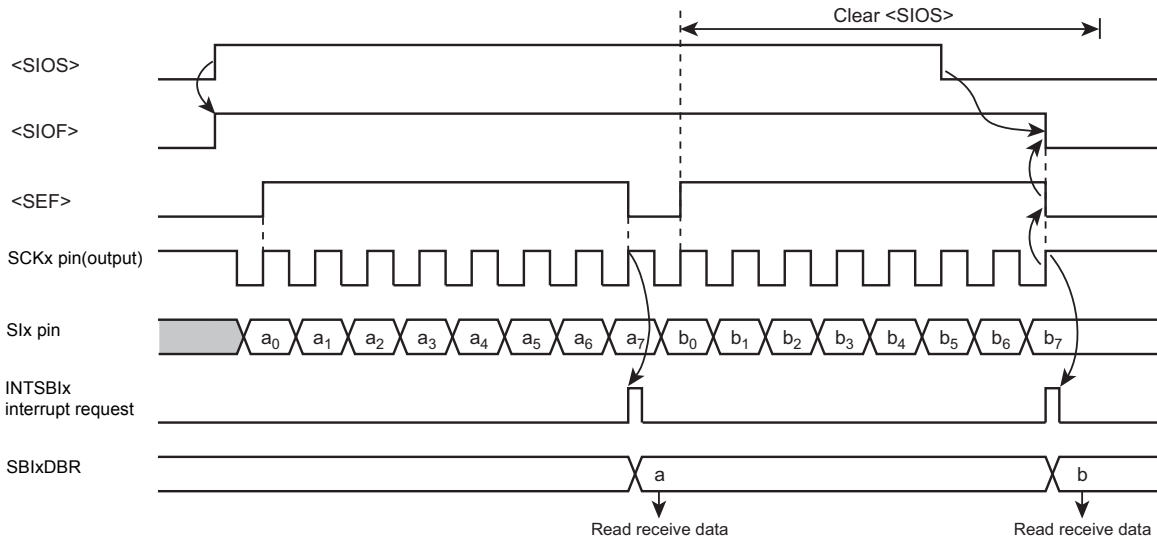 Clear <SIOS>
<SIOS>
<SIOF>
<SEF>
SCKx pin(output)
SIx pin
a0 a1 a2 a3 a4 a5 a6 a7 b0 b1 b2 b3 b4 b5 b6 b7
INTSBIx
interrupt request
SBIxDBR
a b
Read receive data Read receive data